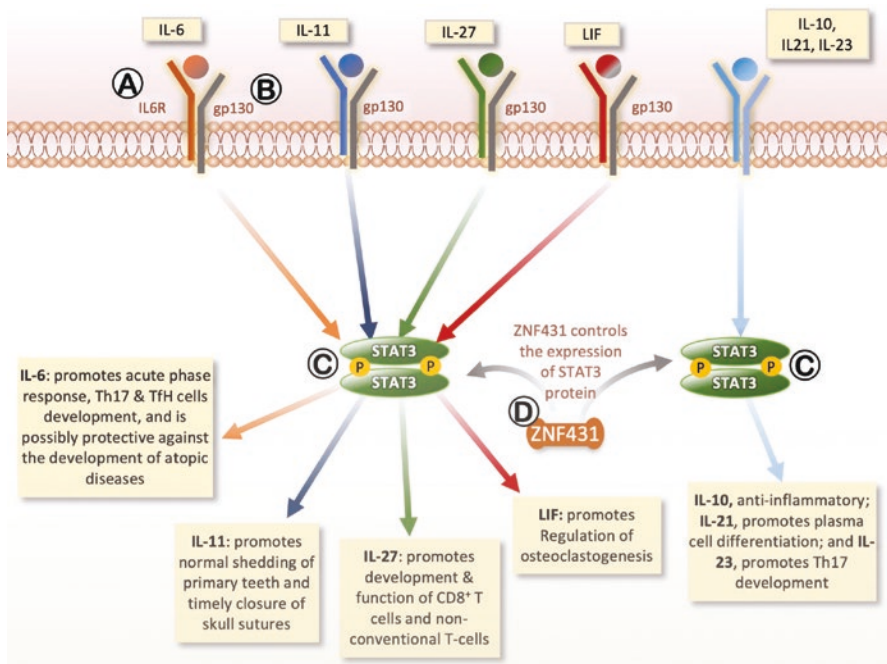 IL-6
IL-11
IL-27
LIF
IL-10,
IL21, IL-23
A
B
IL6R
gp130
gp130
gp130
gp130
C
STAT3
P
P
STAT3
ZNF431 controls
the expression
of STAT3
protein
D
ZNF431
STAT3
P
P
STAT3
C
IL-6: promotes acute phase
response, Th17 & TfH cells
development, and is
possibly protective against
the development of atopic
diseases
IL-11: promotes
normal shedding of
primary teeth and
timely closure of
skull sutures
IL-27: promotes
development &
function of CD8⁺ T
cells and non-
conventional T-cells
LIF: promotes
Regulation of
osteoclastogenesis
IL-10, anti-inflammatory;
IL-21, promotes plasma
cell differentiation; and IL-
23, promotes Th17
development